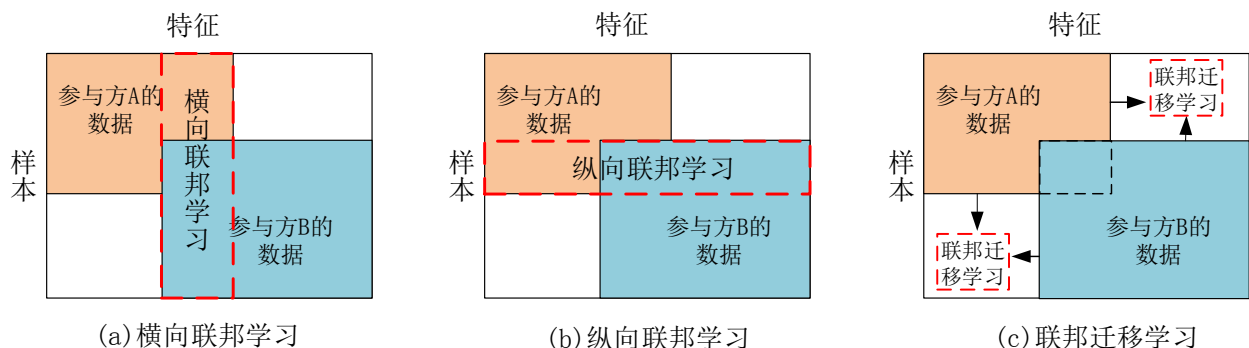 特征
参与方A的
数据
样
本
横
向
联
邦
学
习
参与方B的
数据
(a)横向联邦学习
特征
参与方A的
数据
样
本
纵向联邦学习
参与方B的
数据
(b)纵向联邦学习
特征
参与方A的
数据
联邦迁
移学习
样
本
参与方B的
数据
联邦迁
移学习
(c)联邦迁移学习